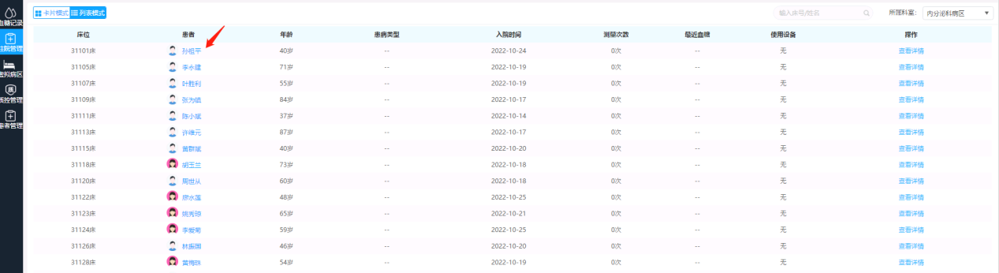 血糖记录
住院管理
虚拟病区
质控管理
患者管理
卡片模式 列表模式 输入床号/姓名 所属科室: 内分泌科病区
床位 患者 年龄 患病类型 入院时间 测量次数 最近血糖 使用设备 操作
31101床 孙祖平 40岁 -- 2022-10-24 0次 -- 无 查看详情
31105床 李永建 71岁 -- 2022-10-19 0次 -- 无 查看详情
31107床 叶胜利 55岁 -- 2022-10-19 0次 -- 无 查看详情
31109床 张为德 84岁 -- 2022-10-17 0次 -- 无 查看详情
31111床 陈小斌 37岁 -- 2022-10-14 0次 -- 无 查看详情
31113床 许维元 87岁 -- 2022-10-17 0次 -- 无 查看详情
31115床 黄群斌 40岁 -- 2022-10-20 0次 -- 无 查看详情
31118床 胡玉兰 73岁 -- 2022-10-18 0次 -- 无 查看详情
31120床 周世从 60岁 -- 2022-10-18 0次 -- 无 查看详情
31122床 廖水莲 48岁 -- 2022-10-25 0次 -- 无 查看详情
31123床 姚秀琼 65岁 -- 2022-10-21 0次 -- 无 查看详情
31124床 李爱菊 59岁 -- 2022-10-25 0次 -- 无 查看详情
31126床 林振国 46岁 -- 2022-10-20 0次 -- 无 查看详情
31128床 黄梅珠 54岁 -- 2022-10-19 0次 -- 无 查看详情